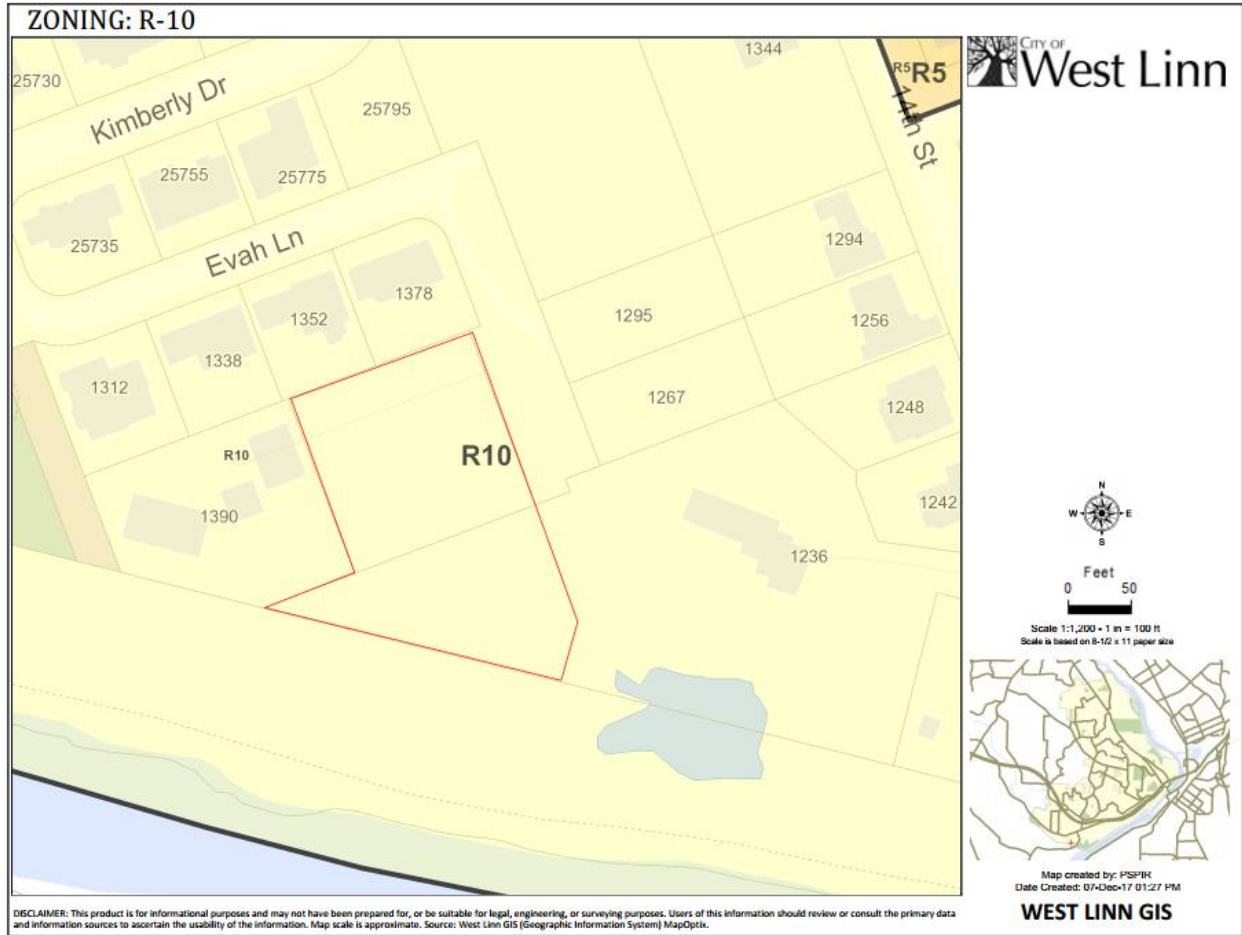 ZONING: R-10
CITY OF
West Linn
25730
Kimberly Dr
25795
1344
R5
R5
14th St
25755
25775
25735
Evah Ln
1294
1378
1352
1295
1256
1338
1312
1267
1248
R10
R10
1390
1242
1236
N
W E
S
Feet
0 50
Scale 1:1,200 - 1 in = 100 ft
Scale is based on 8-1/2 x 11 paper size
Map created by: PSPIR
Date Created: 07-Dec-17 01:27 PM
WEST LINN GIS
DISCLAIMER: This product is for informational purposes and may not have been prepared for, or be suitable for legal, engineering, or surveying purposes. Users of this information should review or consult the primary data
and information sources to ascertain the usability of the information. Map scale is approximate. Source: West Linn GIS (Geographic Information System) MapOptix.